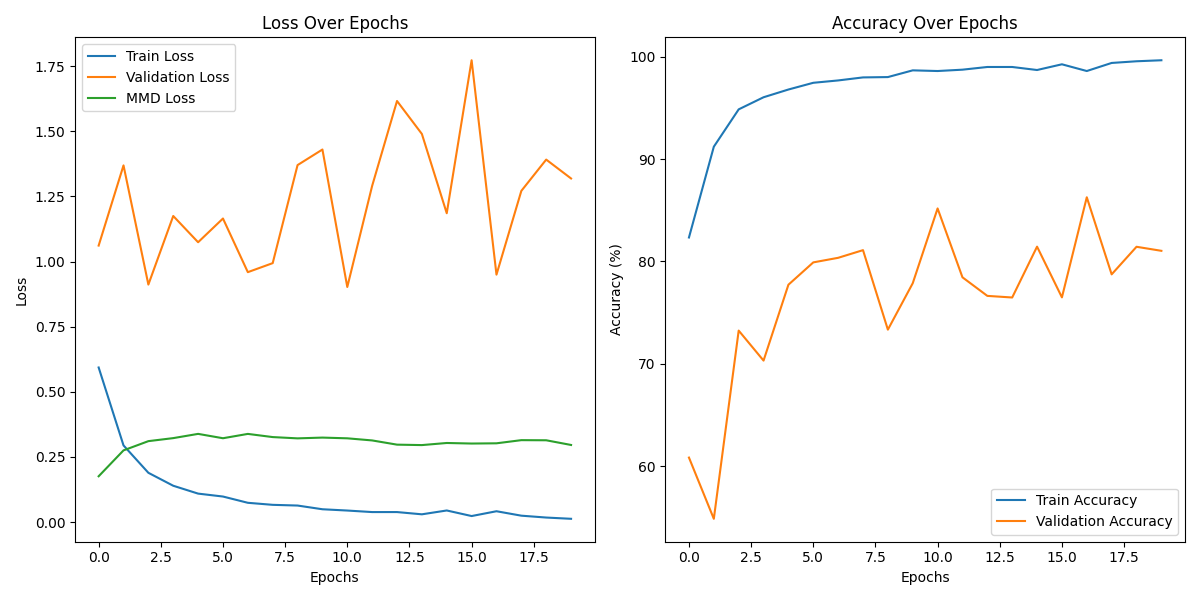 Loss Over Epochs
Train Loss
Validation Loss
MMD Loss
1.75
1.50
1.25
1.00
0.75
0.50
0.25
0.00
Loss
0.0 2.5 5.0 7.5 10.0 12.5 15.0 17.5
Epochs
Accuracy Over Epochs
100
90
80
70
60
Accuracy (%)
Train Accuracy
Validation Accuracy
0.0 2.5 5.0 7.5 10.0 12.5 15.0 17.5
Epochs